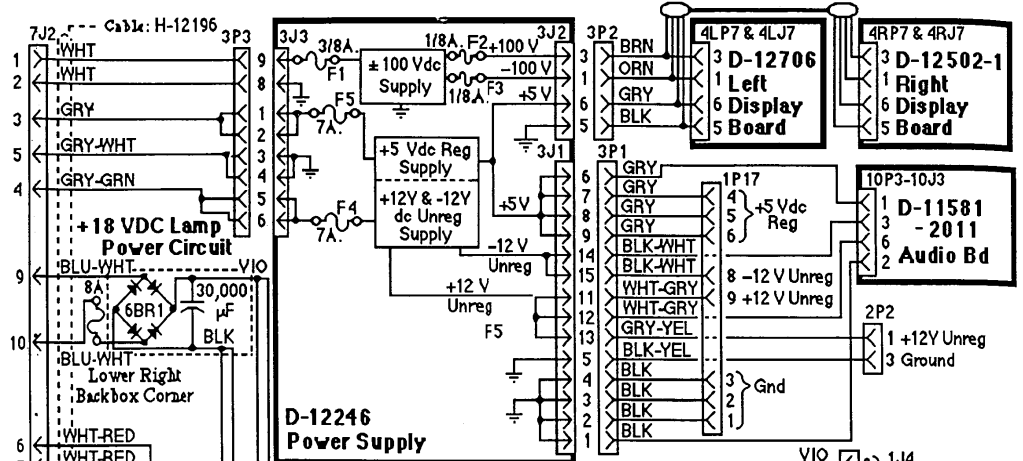 Cable: H-12196
7J2
3P3
3J3
3J2
3P2
4LP7 & 4LJ7
4RP7 & 4RJ7
1
WHT
9
3/8A.
F1
± 100 Vdc
Supply
1/8A.
F2
+100 V
3
BRN
3 D-12706
3 D-12502-1
2
WHT
8
1/8A.
F3
-100 V
1
ORN
1 Left
1 Right
3
GRY
1
F5
7A.
+5 V
6
GRY
6 Display
6 Display
2
5
BLK
5 Board
5 Board
5
GRY-WHT
3
4
+5 Vdc Reg
Supply
3J1
3P1
4
GRY-GRN
5
6
F4
7A.
+12V & -12V
dc Unreg
Supply
+5V
6
GRY
7
GRY
8
GRY
9
GRY
1P17
4
5
6
+5 Vdc
Reg
10P3-10J3
1
3
6
2
D-11581
-2011
Audio Bd
+18 VDC Lamp
Power Circuit
-12 V
Unreg
14
BLK-WHT
15
BLK-WHT
8 -12 V Unreg
9
BLU-WHT
VIO
8A
6BR1
30,000
µF
+12 V
Unreg
11
WHT-GRY
9 +12 V Unreg
12
WHT-GRY
F5
13
GRY-YEL
2P2
1 +12V Unreg
10
BLU-WHT
BLK
5
BLK-YEL
3 Ground
Lower Right
Backbox Corner
4
BLK
3
BLK
2
BLK
1
BLK
3
2
1
Gnd
D-12246
Power Supply
6
WHT-RED
WHT-RED
VIO
1J4